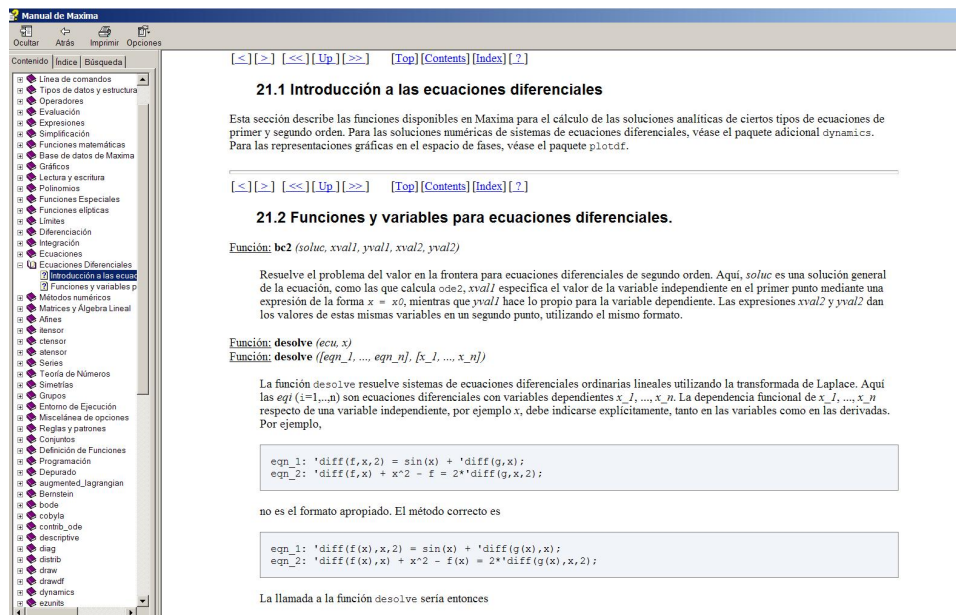 Manual de Maxima
Ocultar Atrás Imprimir Opciones
Contenido Índice Búsqueda
Línea de comandos
Tipos de datos y estructura
Operadores
Evaluación
Expresiones
Simplificación
Funciones matemáticas
Base de datos de Maxima
Gráficos
Lectura y escritura
Polinomios
Funciones Especiales
Funciones elípticas
Límites
Diferenciación
Integración
Ecuaciones
Ecuaciones Diferenciales
Introducción a las ecuac
Funciones y variables p
Métodos numéricos
Matrices y Álgebra Lineal
Afines
itensor
ctensor
atensor
Series
Teoría de Números
Simetrías
Grupos
Entorno de Ejecución
Miscelánea de opciones
Reglas y patrones
Conjuntos
Definición de Funciones
Programación
Depurado
augmented_lagrangian
Bernstein
bode
cobyla
contrib_ode
descriptive
diag
distrib
draw
drawdf
dynamics
ezunits
[ < ] [ > ] [ << ] [ Up ] [ >> ] [Top] [Contents] [Index] [ ? ]
21.1 Introducción a las ecuaciones diferenciales
Esta sección describe las funciones disponibles en Maxima para el cálculo de las soluciones analíticas de ciertos tipos de ecuaciones de
primer y segundo orden. Para las soluciones numéricas de sistemas de ecuaciones diferenciales, véase el paquete adicional dynamics.
Para las representaciones gráficas en el espacio de fases, véase el paquete plotdf.
[ < ] [ > ] [ << ] [ Up ] [ >> ] [Top] [Contents] [Index] [ ? ]
21.2 Funciones y variables para ecuaciones diferenciales.
Función: bc2 (soluc, xval1, yval1, xval2, yval2)
Resuelve el problema del valor en la frontera para ecuaciones diferenciales de segundo orden. Aquí, soluc es una solución general
de la ecuación, como las que calcula ode2, xval1 especifica el valor de la variable independiente en el primer punto mediante una
expresión de la forma x = x0, mientras que yval1 hace lo propio para la variable dependiente. Las expresiones xval2 y yval2 dan
los valores de estas mismas variables en un segundo punto, utilizando el mismo formato.
Función: desolve (ecu, x)
Función: desolve ([eqn_1, ..., eqn_n], [x_1, ..., x_n])
La función desolve resuelve sistemas de ecuaciones diferenciales ordinarias lineales utilizando la transformada de Laplace. Aquí
las eqi (i=1,..,n) son ecuaciones diferenciales con variables dependientes x_1, ..., x_n. La dependencia funcional de x_1, ..., x_n
respecto de una variable independiente, por ejemplo x, debe indicarse explícitamente, tanto en las variables como en las derivadas.
Por ejemplo,
eqn_1: 'diff(f,x,2) = sin(x) + 'diff(g,x);
eqn_2: 'diff(f,x) + x^2 - f = 2*'diff(g,x,2);
no es el formato apropiado. El método correcto es
eqn_1: 'diff(f(x),x,2) = sin(x) + 'diff(g(x),x);
eqn_2: 'diff(f(x),x) + x^2 - f(x) = 2*'diff(g(x),x,2);
La llamada a la función desolve sería entonces